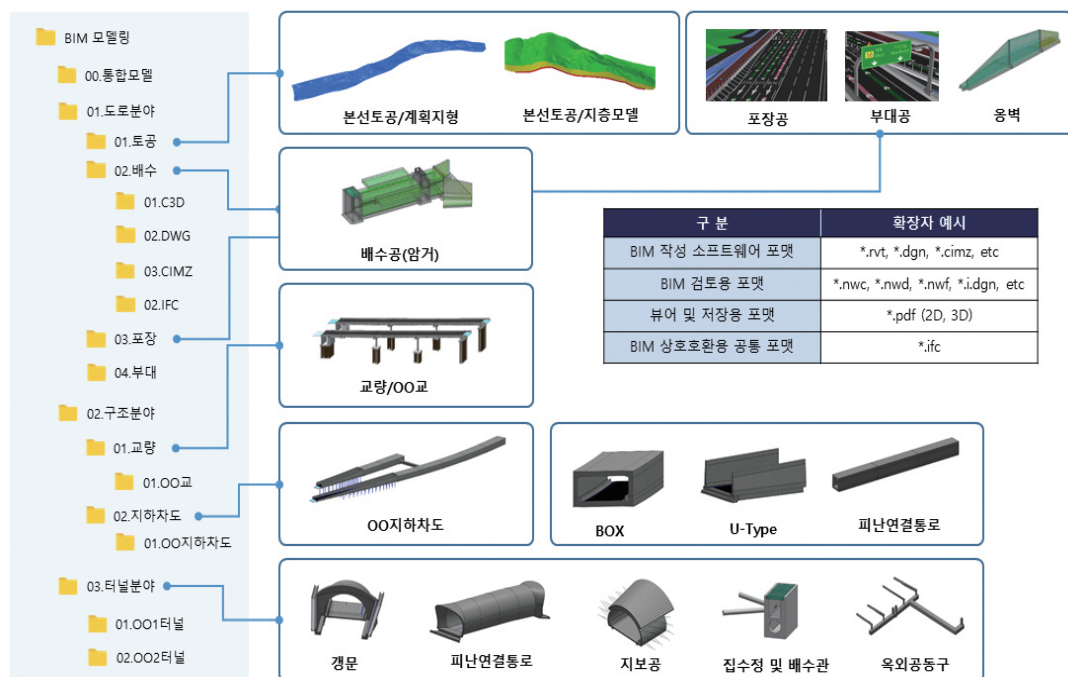 BIM 모델링
00.통합모델
01.도로분야
01.토공
02.배수
01.C3D
02.DWG
03.CIMZ
02.IFC
03.포장
04.부대
02.구조분야
01.교량
01.OO교
02.지하차도
01.OO지하차도
03.터널분야
01.OO1터널
02.OO2터널
본선토공/계획지형
본선토공/지층모델
포장공
부대공
옹벽
배수공(암거)
구 분
확장자 예시
BIM 작성 소프트웨어 포맷
*.rvt, *.dgn, *.cimz, etc
BIM 검토용 포맷
*.nwc, *.nwd, *.nwf, *.i.dgn, etc
뷰어 및 저장용 포맷
*.pdf (2D, 3D)
BIM 상호호환용 공통 포맷
*.ifc
교량/OO교
OO지하차도
BOX
U-Type
피난연결통로
갱문
피난연결통로
지보공
집수정 및 배수관
옥외공동구